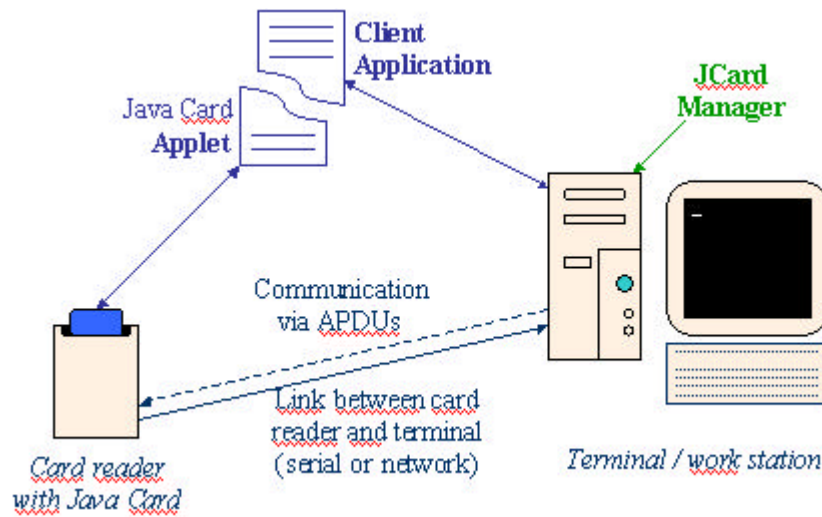 Client
Application
JCard
Manager
Java Card
Applet
Communication
via APDUs
Link between card
reader and terminal
(serial or network)
Card reader
with Java Card
Terminal / work station